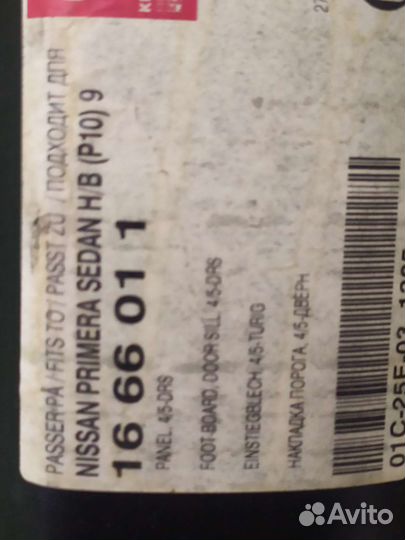 PASSER PÅ / FITS TO / PASST ZU / ПОДХОДИТ ДЛЯ
NISSAN PRIMERA SEDAN H/B (P10) 9
16 66 01 1
PANEL, 4/5-DRS
FOOT-BOARD, DOOR SILL, 4/5-DRS
EINSTIEGBLECH, 4/5-TÜRIG
НАКЛАДКА ПОРОГА, 4/5-ДВЕРН
Avito